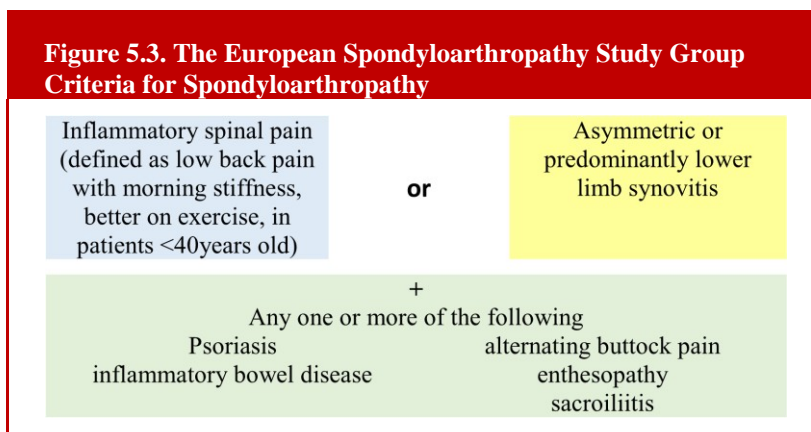 Figure 5.3. The European Spondyloarthropathy Study Group
Criteria for Spondyloarthropathy
Inflammatory spinal pain
(defined as low back pain
with morning stiffness,
better on exercise, in
patients <40years old)
or
Asymmetric or
predominantly lower
limb synovitis
+
Any one or more of the following
Psoriasis
inflammatory bowel disease
alternating buttock pain
enthesopathy
sacroiliitis